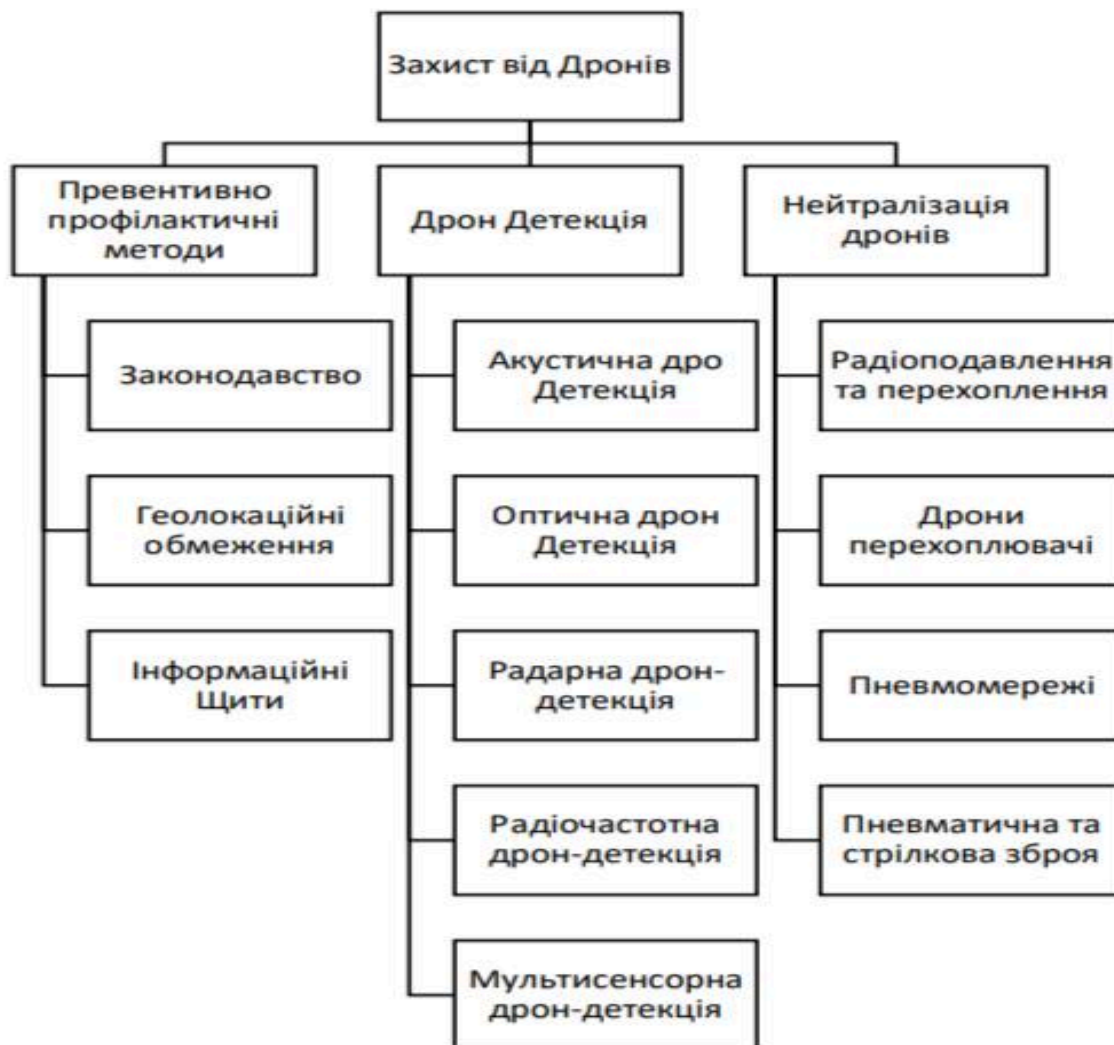 Захист від Дронів
Превентивно
профілактичні
методи
Законодавство
Геолокаційні
обмеження
Інформаційні
Щити
Дрон Детекція
Акустична дро
Детекція
Оптична дрон
Детекція
Радарна дрон-
детекція
Радіочастотна
дрон-детекція
Мультисенсорна
дрон-детекція
Нейтралізація
дронів
Радіоподавлення
та перехоплення
Дрони
перехоплювачі
Пневмомережі
Пневматична та
стрілкова зброя